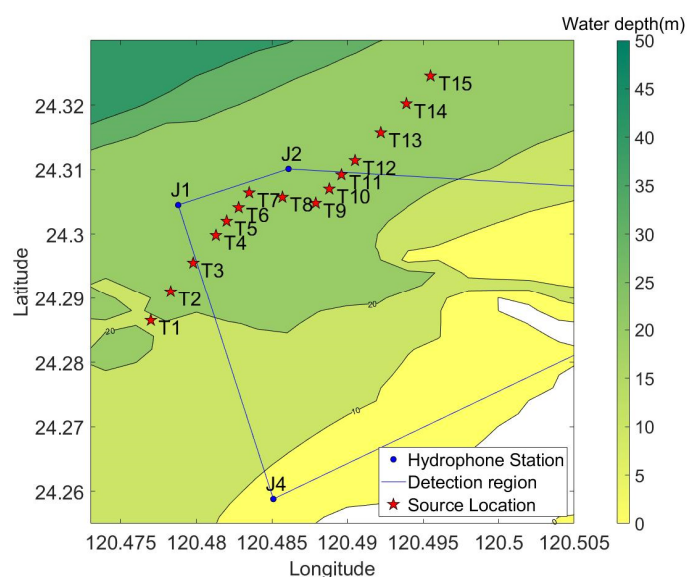 Water depth(m)
50
45
40
35
30
25
20
15
10
5
0
24.32
24.31
24.3
24.29
24.28
24.27
24.26
Latitude
T15
T14
T13
J2
T12
J1
T11
T10
T7
T8
T9
T6
T5
T4
T3
T2
20
T1
20
10
J4
0
Hydrophone Station
Detection region
Source Location
120.475 120.48 120.485 120.49 120.495 120.5 120.505
Longitude